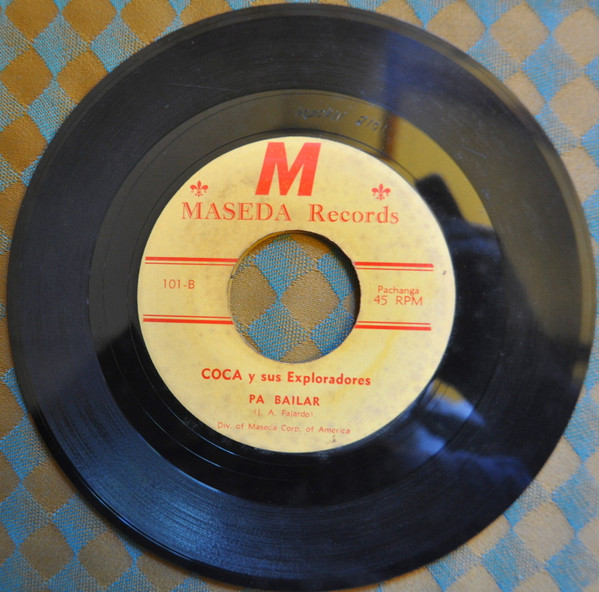 M
MASEDA Records
101-B
Pachanga
45 RPM
COCA y sus Exploradores
PA BAILAR
(J. A. Fajardo)
Div. of Maseda Corp. of America